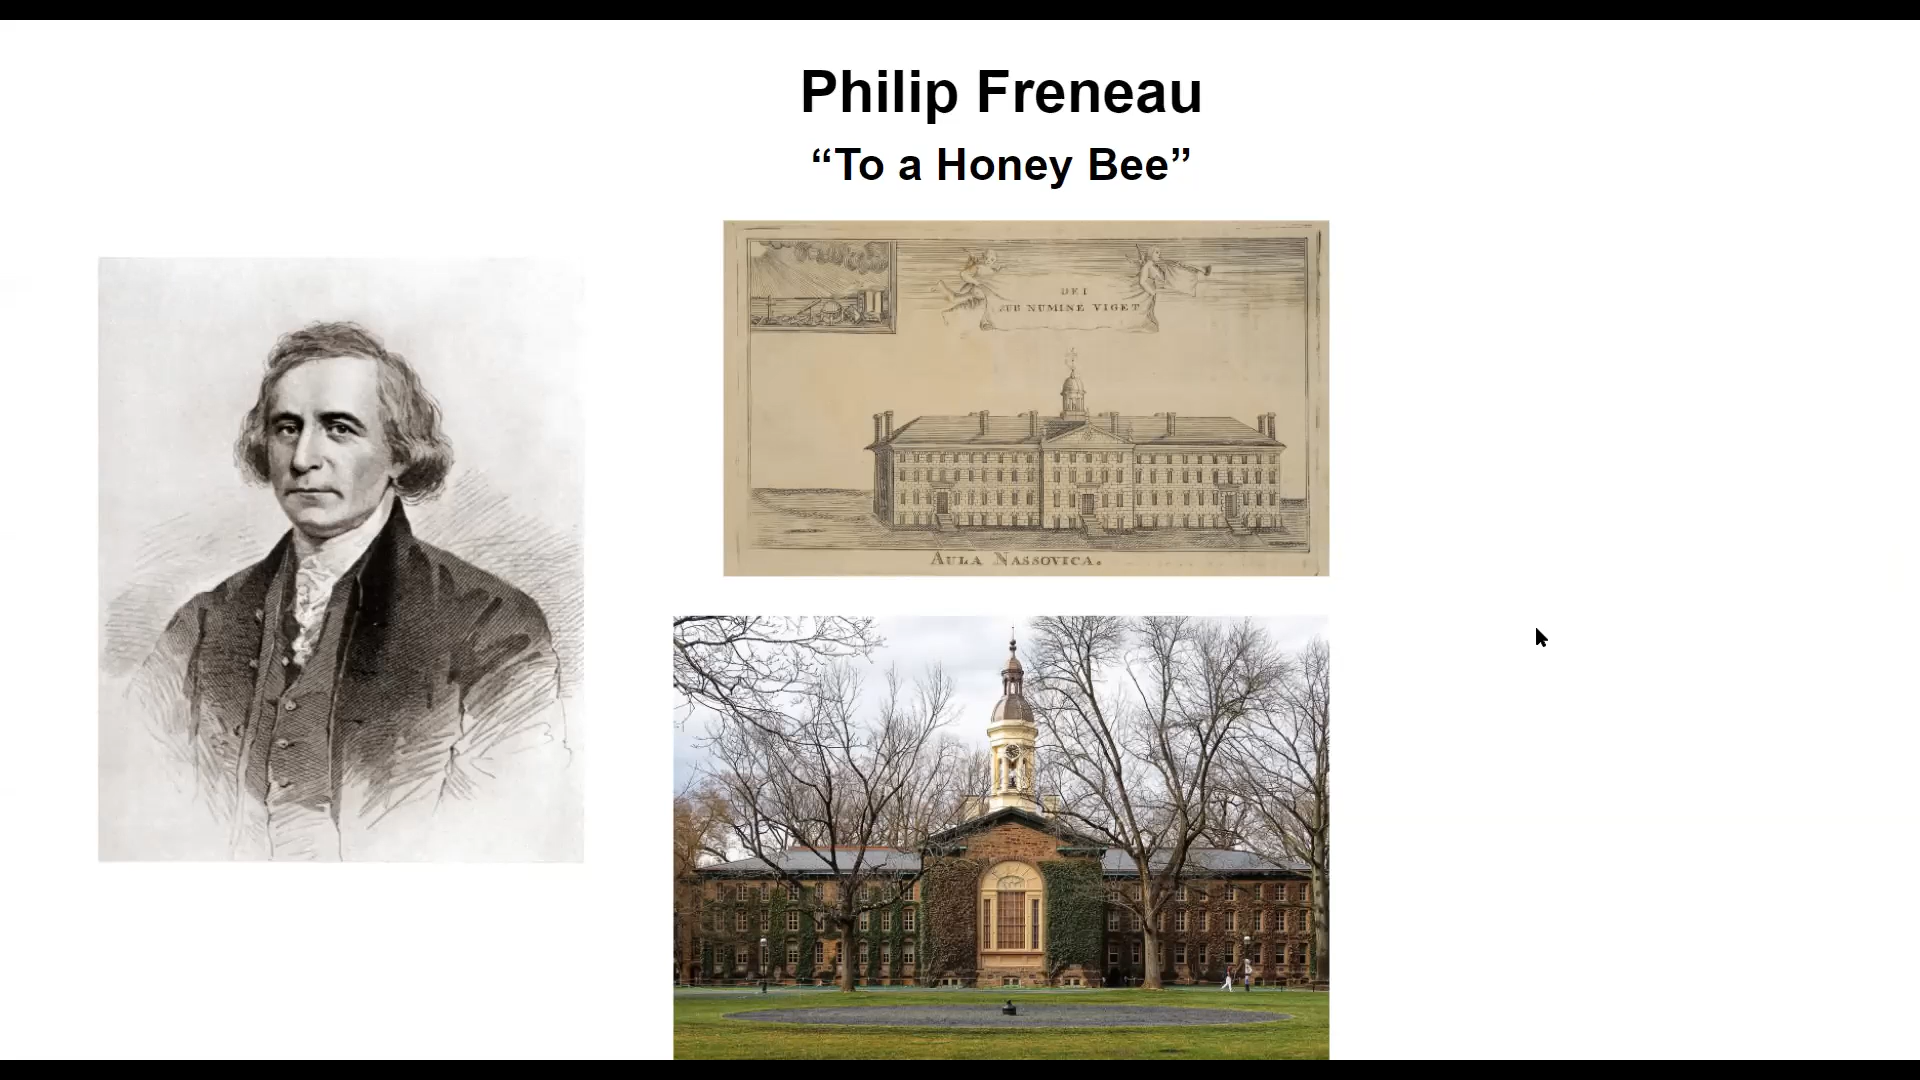 Philip Freneau
“To a Honey Bee”
DEI
SUB NUMINE VIGET
AULA NASSOVICA.